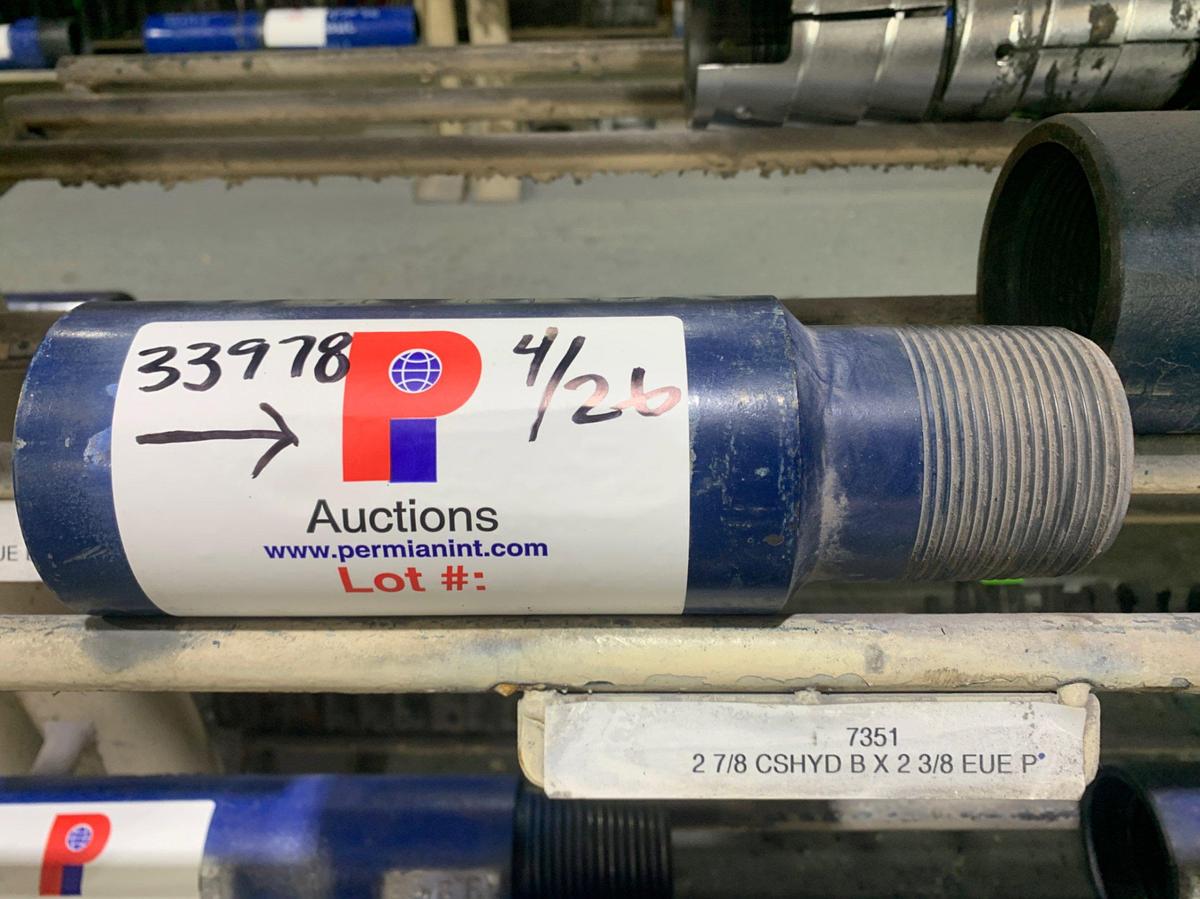 33978 4/26
→
Auctions
www.permianint.com
Lot #:
7351
2 7/8 CSHYD B X 2 3/8 EUE P